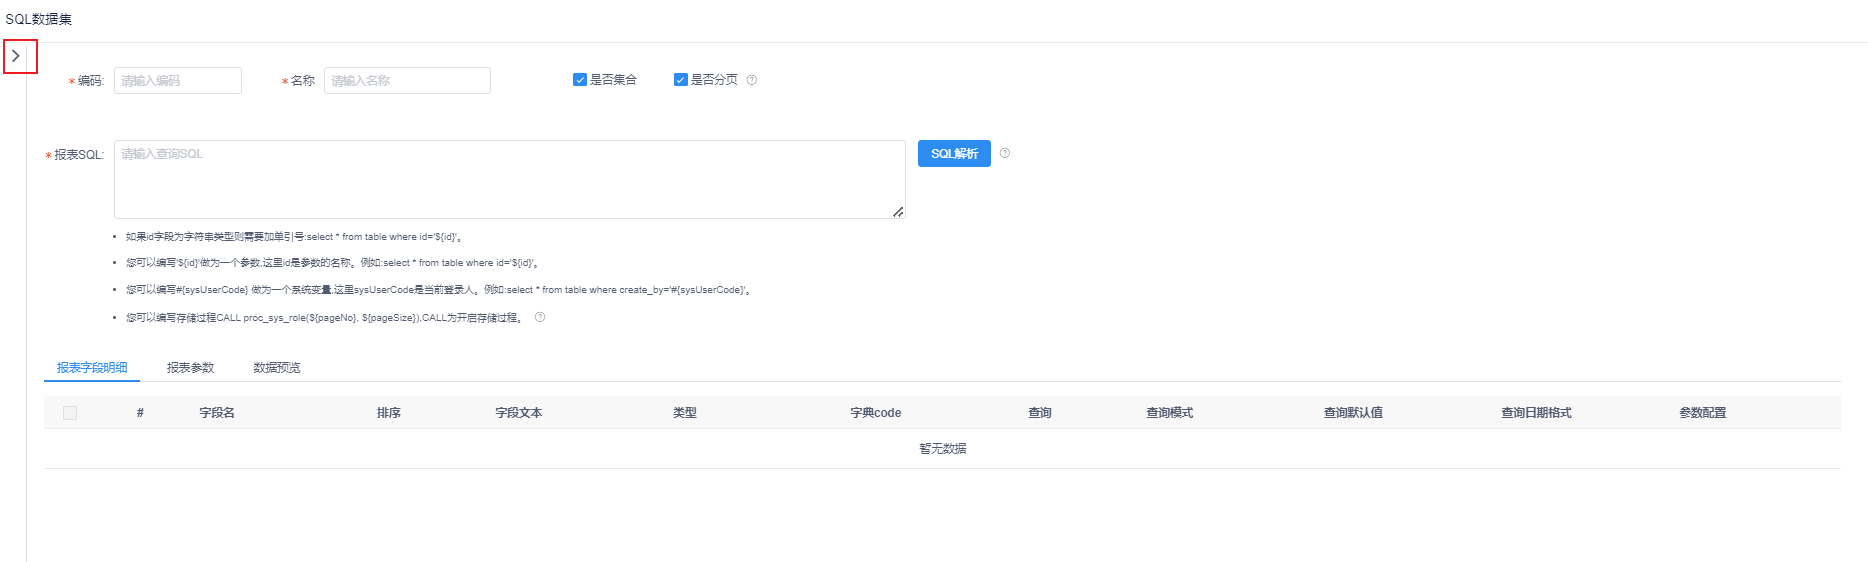 SQL数据集
* 编码: 请输入编码 * 名称 请输入名称 是否集合 是否分页
* 报表SQL: 请输入查询SQL SQL解析
• 如果id字段为字符串类型则需要加单引号:select * from table where id='${id}'。
• 您可以编写'${id}'做为一个参数,这里id是参数的名称。例如:select * from table where id='${id}'。
• 您可以编写#{sysUserCode} 做为一个系统变量,这里sysUserCode是当前登录人。例如:select * from table where create_by='#{sysUserCode}'。
• 您可以编写存储过程CALL proc_sys_role(${pageNo}, ${pageSize}),CALL为开启存储过程。
报表字段明细 报表参数 数据预览
# 字段名 排序 字段文本 类型 字典code 查询 查询模式 查询默认值 查询日期格式 参数配置
暂无数据